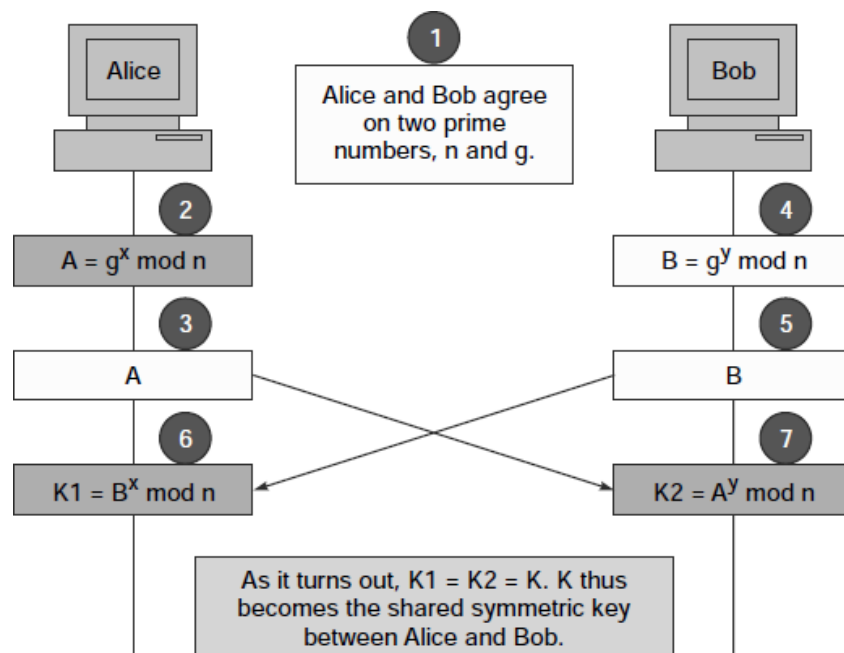 Alice
1
Bob
Alice and Bob agree
on two prime
numbers, n and g.
2
A = g^x mod n
4
B = g^y mod n
3
A
5
B
6
K1 = B^x mod n
7
K2 = A^y mod n
As it turns out, K1 = K2 = K. K thus
becomes the shared symmetric key
between Alice and Bob.